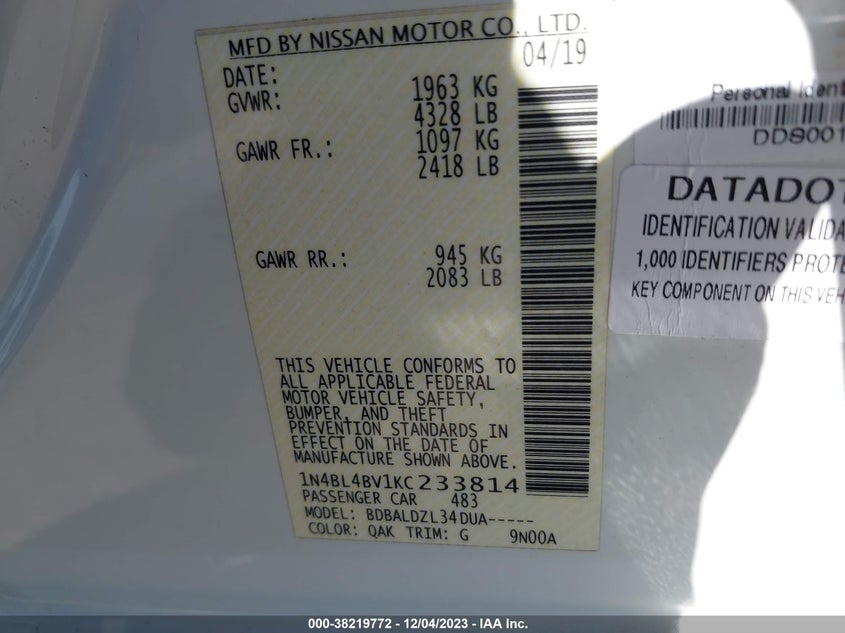 MFD BY NISSAN MOTOR CO., LTD.
DATE: 04/19
GVWR: 1963 KG
4328 LB
GAWR FR.: 1097 KG
2418 LB
GAWR RR.: 945 KG
2083 LB
THIS VEHICLE CONFORMS TO
ALL APPLICABLE FEDERAL
MOTOR VEHICLE SAFETY,
BUMPER, AND THEFT
PREVENTION STANDARDS IN
EFFECT ON THE DATE OF
MANUFACTURE SHOWN ABOVE.
1N4BL4BV1KC233814
PASSENGER CAR 483
MODEL: BDBALDZL34DUA-----
COLOR: QAK TRIM: G 9N00A
Personal Ident
DD8001
DATADOT
IDENTIFICATION VALIDA
1,000 IDENTIFIERS PROTE
KEY COMPONENT ON THIS VEH
000-38219772 - 12/04/2023 - IAA Inc.